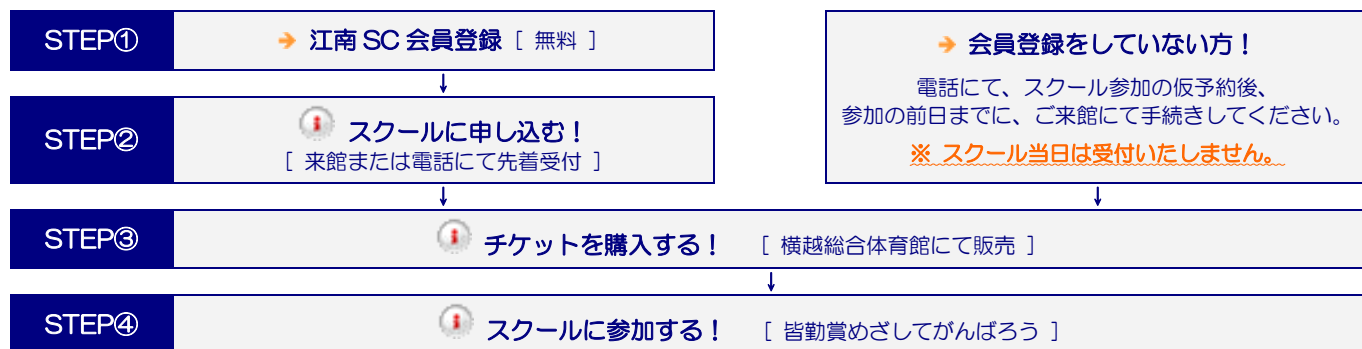 STEP①
江南SC会員登録 [ 無料 ]
↓
STEP②
スクールに申し込む！
[ 来館または電話にて先着受付 ]
↓
会員登録をしていない方！
電話にて、スクール参加の仮予約後、
参加の前日までに、ご来館にて手続きしてください。
※ スクール当日は受付いたしません。
↓
STEP③
チケットを購入する！ [ 横越総合体育館にて販売 ]
↓
STEP④
スクールに参加する！ [ 皆勤賞めざしてがんばろう ]